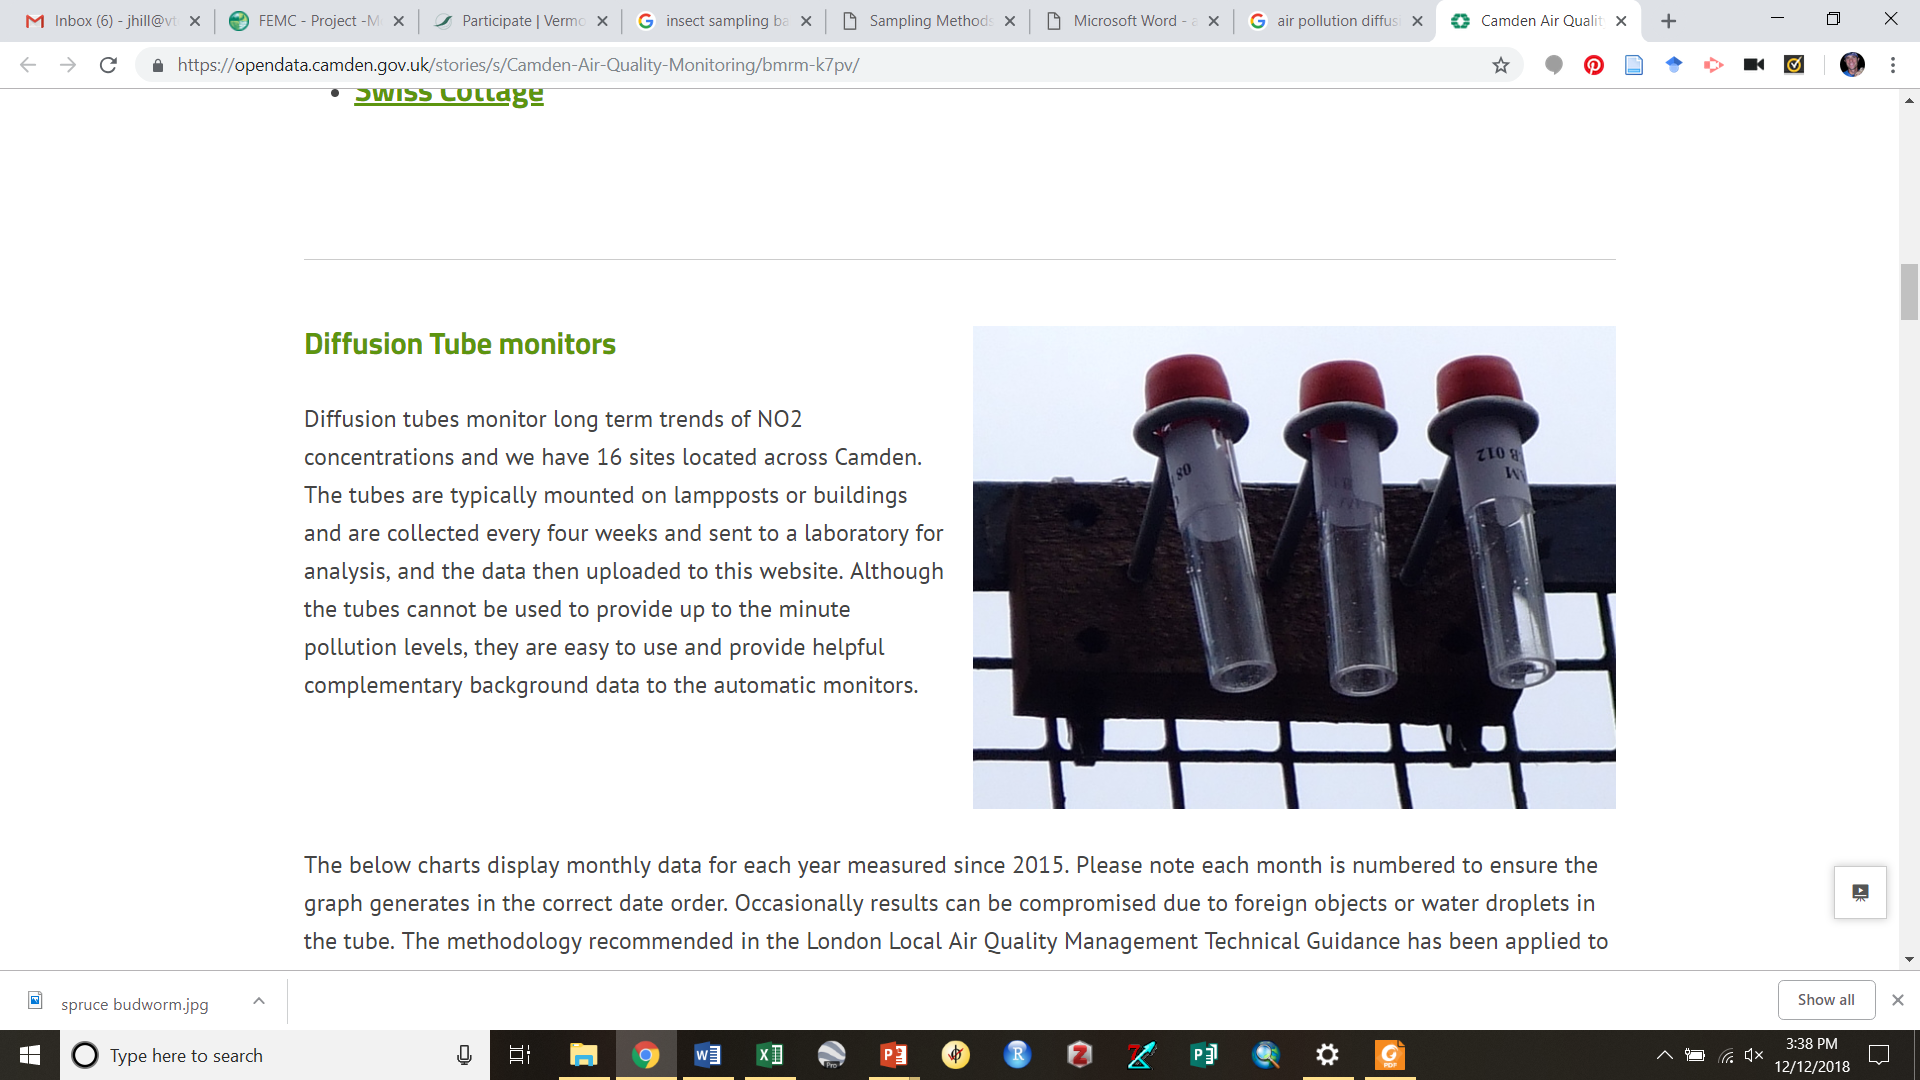 Inbox (6) - jhill@vt
FEMC - Project -M
Participate | Vermo
insect sampling ba
Sampling Methods
Microsoft Word - a
air pollution diffus
Camden Air Qualit
https://opendata.camden.gov.uk/stories/s/Camden-Air-Quality-Monitoring/bmrm-k7pv/
Swiss Cottage
Diffusion Tube monitors
Diffusion tubes monitor long term trends of NO2
concentrations and we have 16 sites located across Camden.
The tubes are typically mounted on lampposts or buildings
and are collected every four weeks and sent to a laboratory for
analysis, and the data then uploaded to this website. Although
the tubes cannot be used to provide up to the minute
pollution levels, they are easy to use and provide helpful
complementary background data to the automatic monitors.
The below charts display monthly data for each year measured since 2015. Please note each month is numbered to ensure the
graph generates in the correct date order. Occasionally results can be compromised due to foreign objects or water droplets in
the tube. The methodology recommended in the London Local Air Quality Management Technical Guidance has been applied to
spruce budworm.jpg
Show all
Type here to search
3:38 PM
12/12/2018